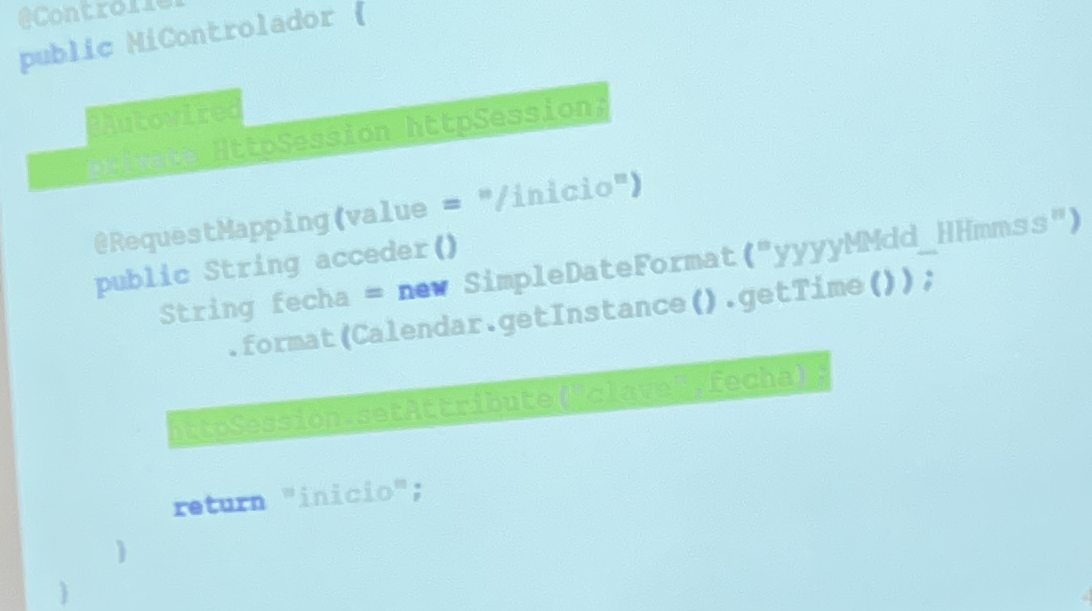 @Controller
public MiControlador {
@Autowired
private HttpSession httpSession;
@RequestMapping(value = "/inicio")
public String acceder()
String fecha = new SimpleDateFormat("yyyyMMdd_HHmmss")
.format(Calendar.getInstance().getTime());
httpSession.setAttribute("clave",fecha);
return "inicio";
}
}